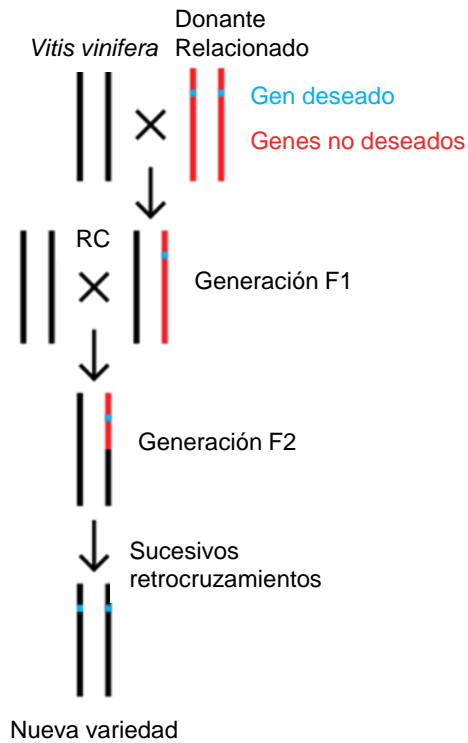 Donante
Vitis vinifera Relacionado
Gen deseado
Genes no deseados
RC
Generación F1
Generación F2
Sucesivos
retrocruzamientos
Nueva variedad